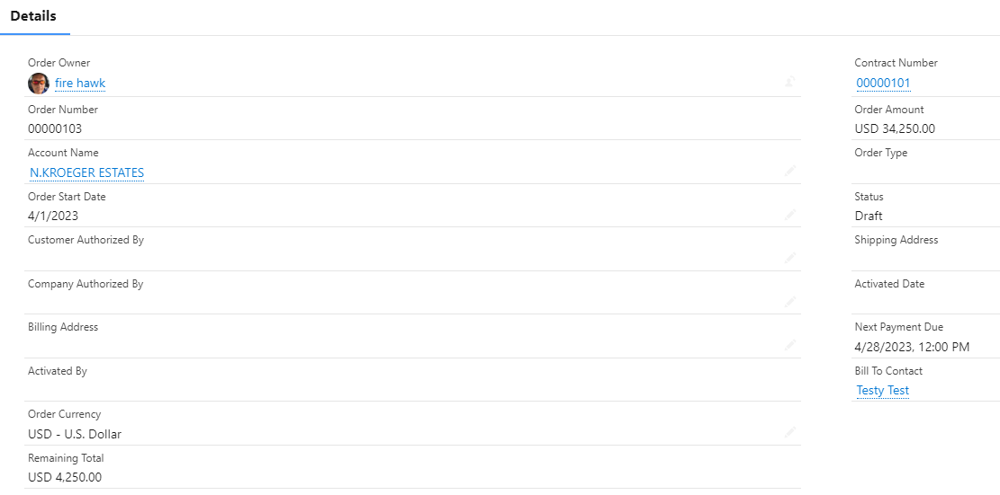 Details
Order Owner
fire hawk
Order Number
00000103
Account Name
N.KROEGER ESTATES
Order Start Date
4/1/2023
Customer Authorized By
Company Authorized By
Billing Address
Activated By
Order Currency
USD - U.S. Dollar
Remaining Total
USD 4,250.00
Contract Number
00000101
Order Amount
USD 34,250.00
Order Type
Status
Draft
Shipping Address
Activated Date
Next Payment Due
4/28/2023, 12:00 PM
Bill To Contact
Testy Test